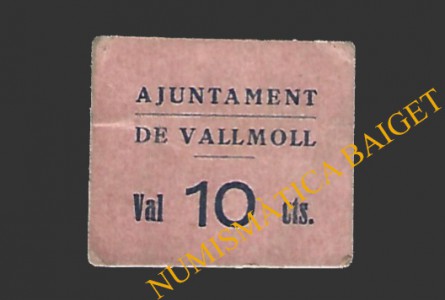 AJUNTAMENT
DE VALLMOLL
Val 10 cts.
NUMISMÀTICA BAIGET